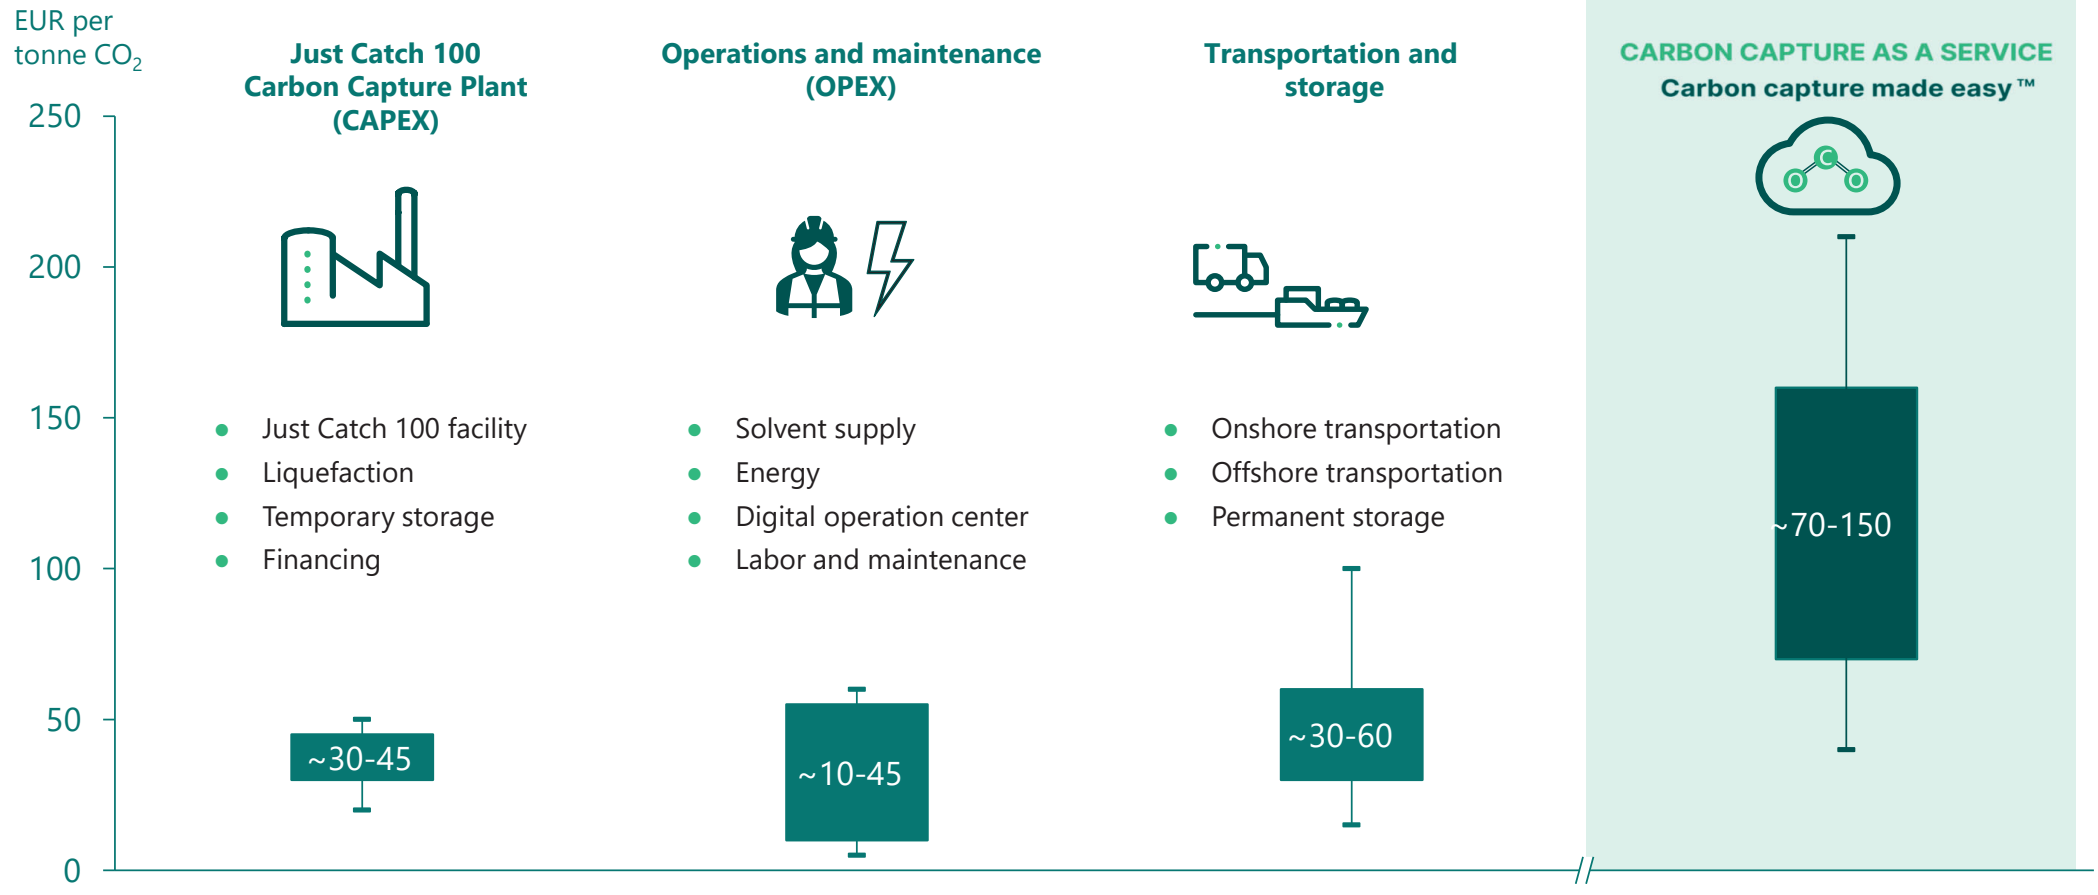 EUR per
tonne CO₂
250
200
150
100
50
0
Just Catch 100
Carbon Capture Plant
(CAPEX)
Just Catch 100 facility
Liquefaction
Temporary storage
Financing
~30-45
Operations and maintenance
(OPEX)
Solvent supply
Energy
Digital operation center
Labor and maintenance
~10-45
Transportation and
storage
Onshore transportation
Offshore transportation
Permanent storage
~30-60
CARBON CAPTURE AS A SERVICE
Carbon capture made easy™
O C O
~70-150